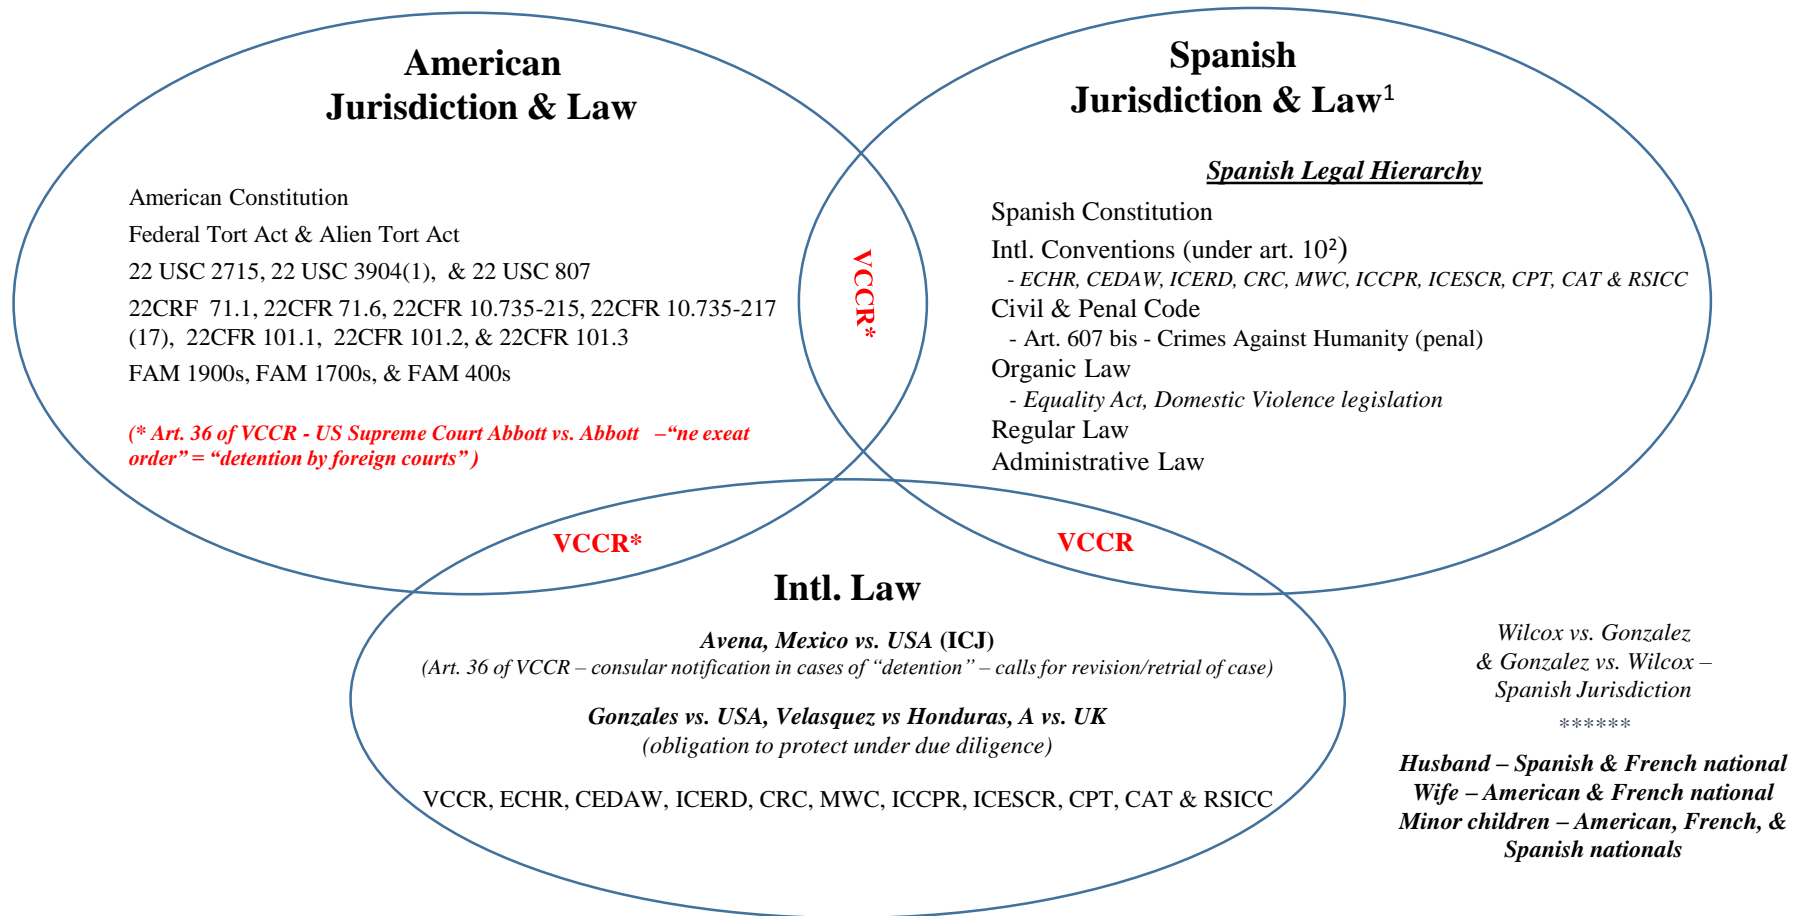 American
Jurisdiction & Law
American Constitution
Federal Tort Act & Alien Tort Act
22 USC 2715, 22 USC 3904(1),  & 22 USC 807
22CRF  71.1, 22CFR 71.6, 22CFR 10.735-215, 22CFR 10.735-217
(17),  22CFR 101.1,  22CFR 101.2, & 22CFR 101.3
FAM 1900s, FAM 1700s, & FAM 400s
(* Art. 36 of VCCR - US Supreme Court Abbott vs. Abbott  –“ne exeat
order” = “detention by foreign courts” )
VCCR*
Spanish
Jurisdiction & Law¹
Spanish Legal Hierarchy
Spanish Constitution
Intl. Conventions (under art. 10²)
- ECHR, CEDAW, ICERD, CRC, MWC, ICCPR, ICESCR, CPT, CAT & RSICC
Civil & Penal Code
- Art. 607 bis - Crimes Against Humanity (penal)
Organic Law
- Equality Act, Domestic Violence legislation
Regular Law
Administrative Law
VCCR*
VCCR
Intl. Law
Avena, Mexico vs. USA (ICJ)
(Art. 36 of VCCR – consular notification in cases of “detention” – calls for revision/retrial of case)
Gonzales vs. USA, Velasquez vs Honduras, A vs. UK
(obligation to protect under due diligence)
VCCR, ECHR, CEDAW, ICERD, CRC, MWC, ICCPR, ICESCR, CPT, CAT & RSICC
Wilcox vs. Gonzalez
& Gonzalez vs. Wilcox –
Spanish Jurisdiction
******
Husband – Spanish & French national
Wife – American & French national
Minor children – American, French, &
Spanish nationals